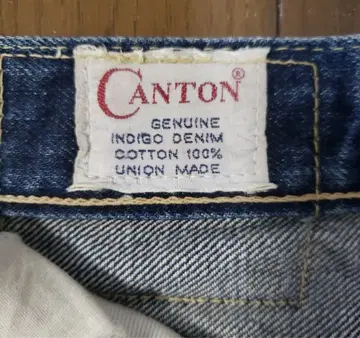 CANTON®
GENUINE
INDIGO DENIM
COTTON 100%
UNION MADE